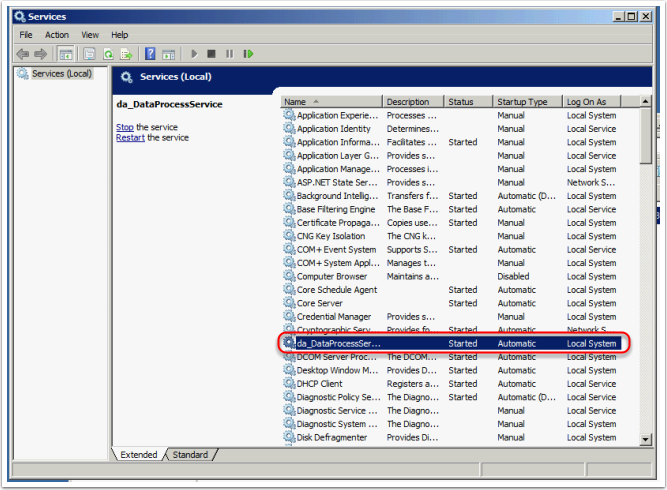 Services
File Action View Help
Services (Local)
Services (Local)
da_DataProcessService
Stop the service
Restart the service
Name Description Status Startup Type Log On As
Application Experie... Processes ... Manual Local System
Application Identity Determines... Manual Local Service
Application Informa... Facilitates ... Started Manual Local System
Application Layer G... Provides s... Manual Local Service
Application Manage... Processes i... Manual Local System
ASP.NET State Ser... Provides s... Manual Network S...
Background Intellig... Transfers f... Started Automatic (D... Local System
Base Filtering Engine The Base F... Started Automatic Local Service
Certificate Propaga... Copies use... Started Manual Local System
CNG Key Isolation The CNG k... Manual Local System
COM+ Event System Supports S... Started Automatic Local Service
COM+ System Appl... Manages t... Manual Local System
Computer Browser Maintains a... Disabled Local System
Core Schedule Agent Started Automatic Local System
Core Server Started Automatic Local System
Credential Manager Provides s... Manual Local System
Cryptographic Serv... Provides fo... Started Automatic Network S...
da_DataProcessSer... Started Automatic Local System
DCOM Server Proc... The DCOM... Started Automatic Local System
Desktop Window M... Provides D... Started Automatic Local System
DHCP Client Registers a... Started Automatic Local Service
Diagnostic Policy Se... The Diagno... Started Automatic (D... Local Service
Diagnostic Service ... The Diagno... Manual Local Service
Diagnostic System ... The Diagno... Manual Local System
Disk Defragmenter Provides Di... Manual Local System
Extended Standard